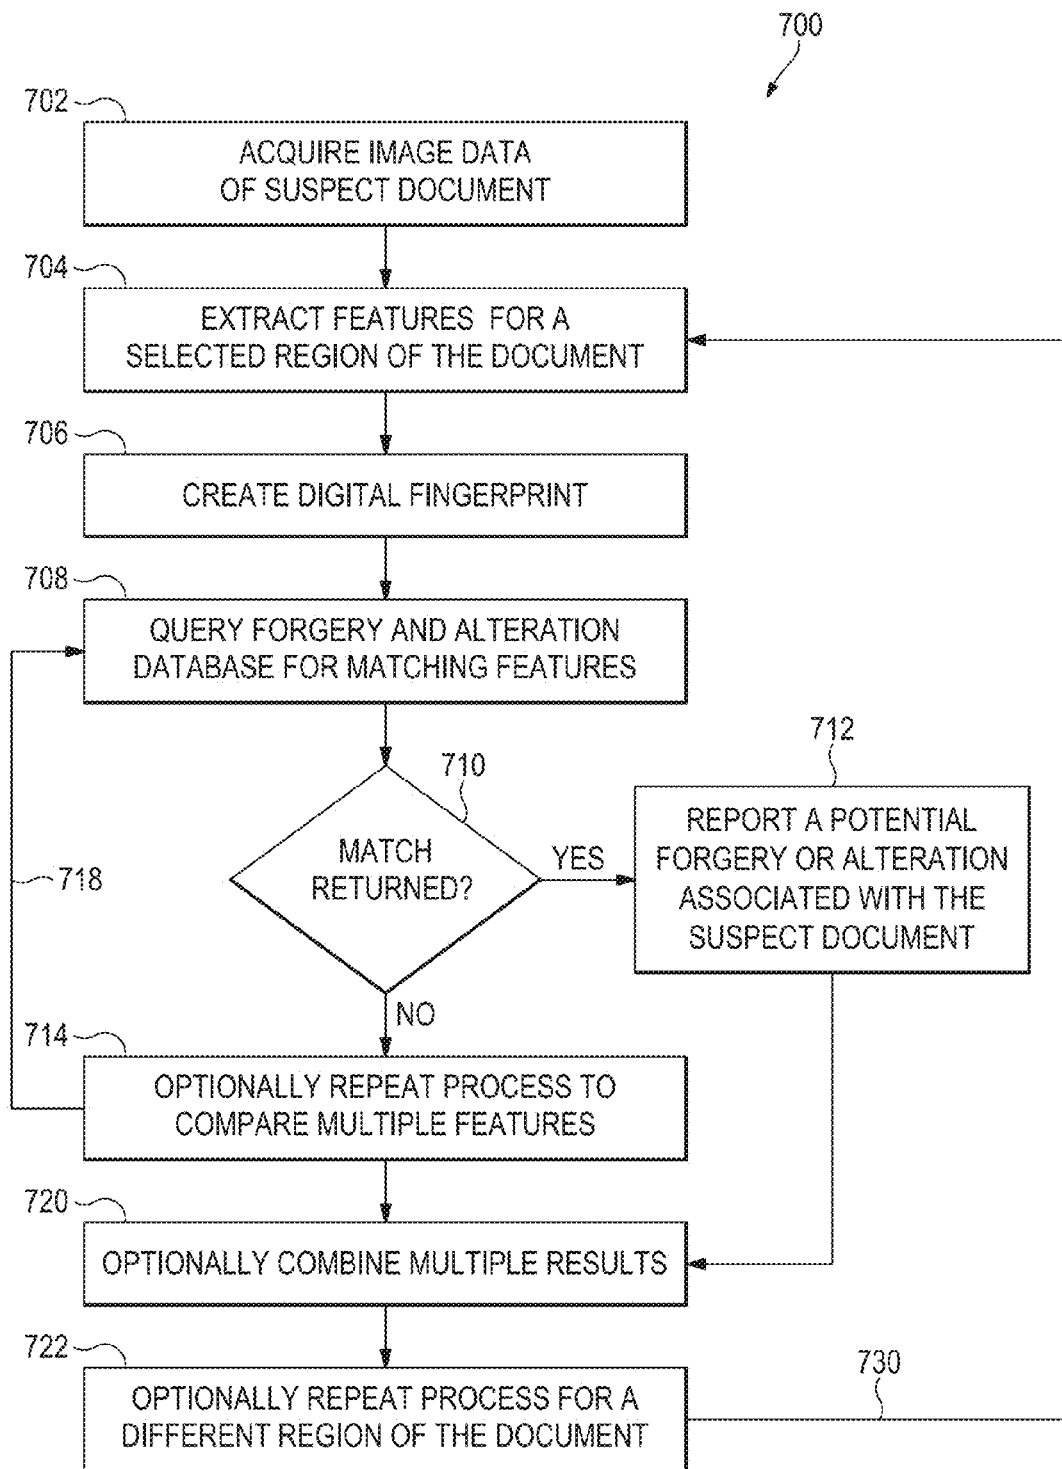 700
702
ACQUIRE IMAGE DATA
OF SUSPECT DOCUMENT
704
EXTRACT FEATURES FOR A
SELECTED REGION OF THE DOCUMENT
706
CREATE DIGITAL FINGERPRINT
708
QUERY FORGERY AND ALTERATION
DATABASE FOR MATCHING FEATURES
710
MATCH
RETURNED?
YES
712
REPORT A POTENTIAL
FORGERY OR ALTERATION
ASSOCIATED WITH THE
SUSPECT DOCUMENT
718
NO
714
OPTIONALLY REPEAT PROCESS TO
COMPARE MULTIPLE FEATURES
720
OPTIONALLY COMBINE MULTIPLE RESULTS
722
OPTIONALLY REPEAT PROCESS FOR A
DIFFERENT REGION OF THE DOCUMENT
730